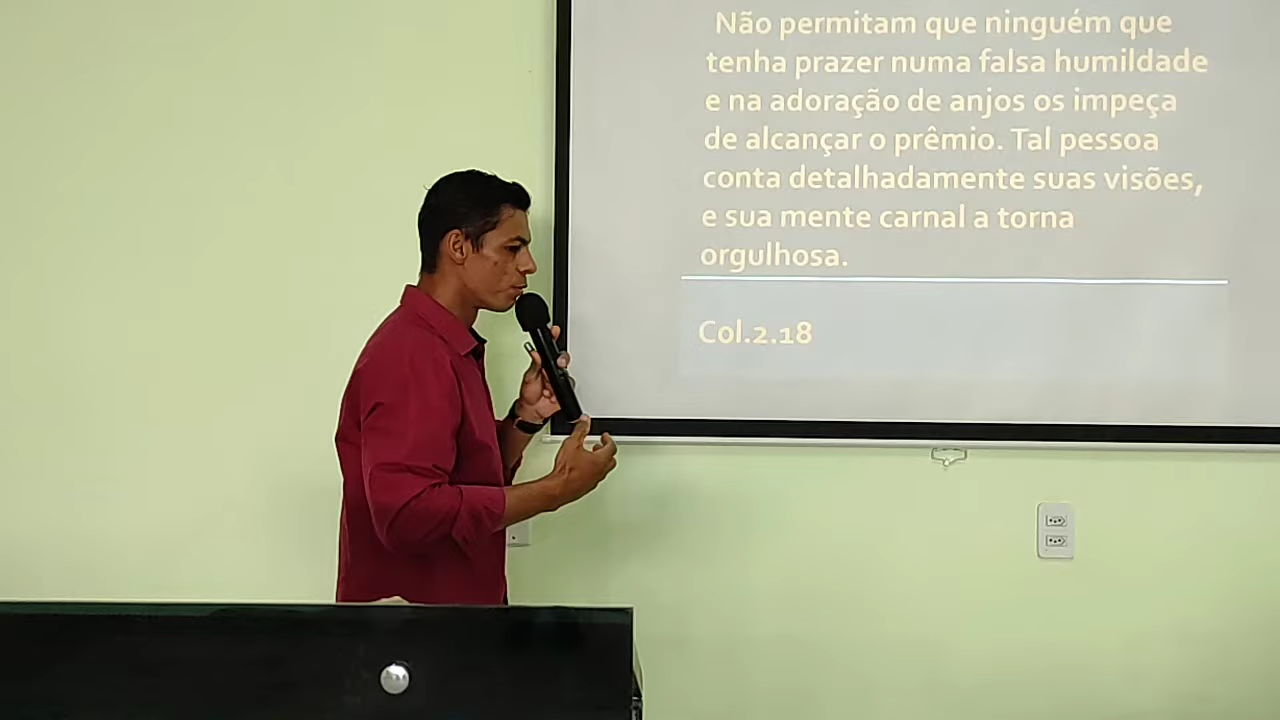 Não permitam que ninguém que
tenha prazer numa falsa humildade
e na adoração de anjos os impeça
de alcançar o prêmio. Tal pessoa
conta detalhadamente suas visões,
e sua mente carnal a torna
orgulhosa.
Col.2.18